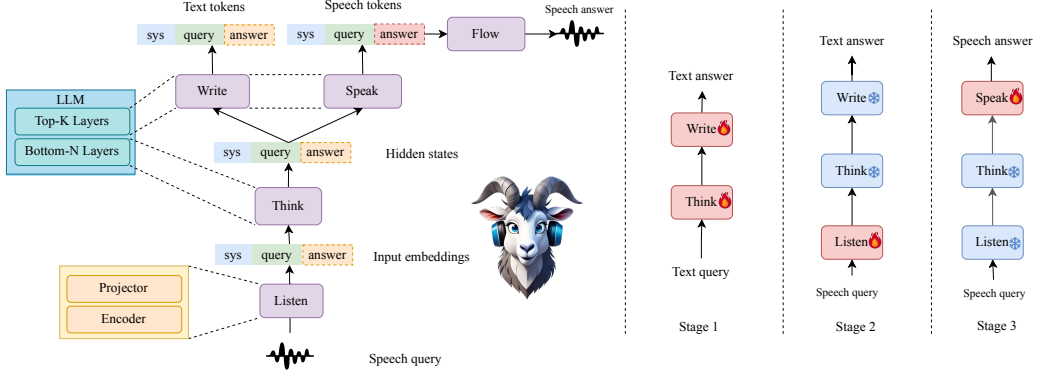 Text tokens
Speech tokens
Speech answer
sys query answer
sys query answer
Flow
Write
Speak
LLM
Top-K Layers
Bottom-N Layers
sys query answer
Hidden states
Think
sys query answer
Input embeddings
Projector
Encoder
Listen
Speech query
Text answer
Write
Think
Text query
Stage 1
Text answer
Write
Think
Listen
Speech query
Stage 2
Speech answer
Speak
Think
Listen
Speech query
Stage 3